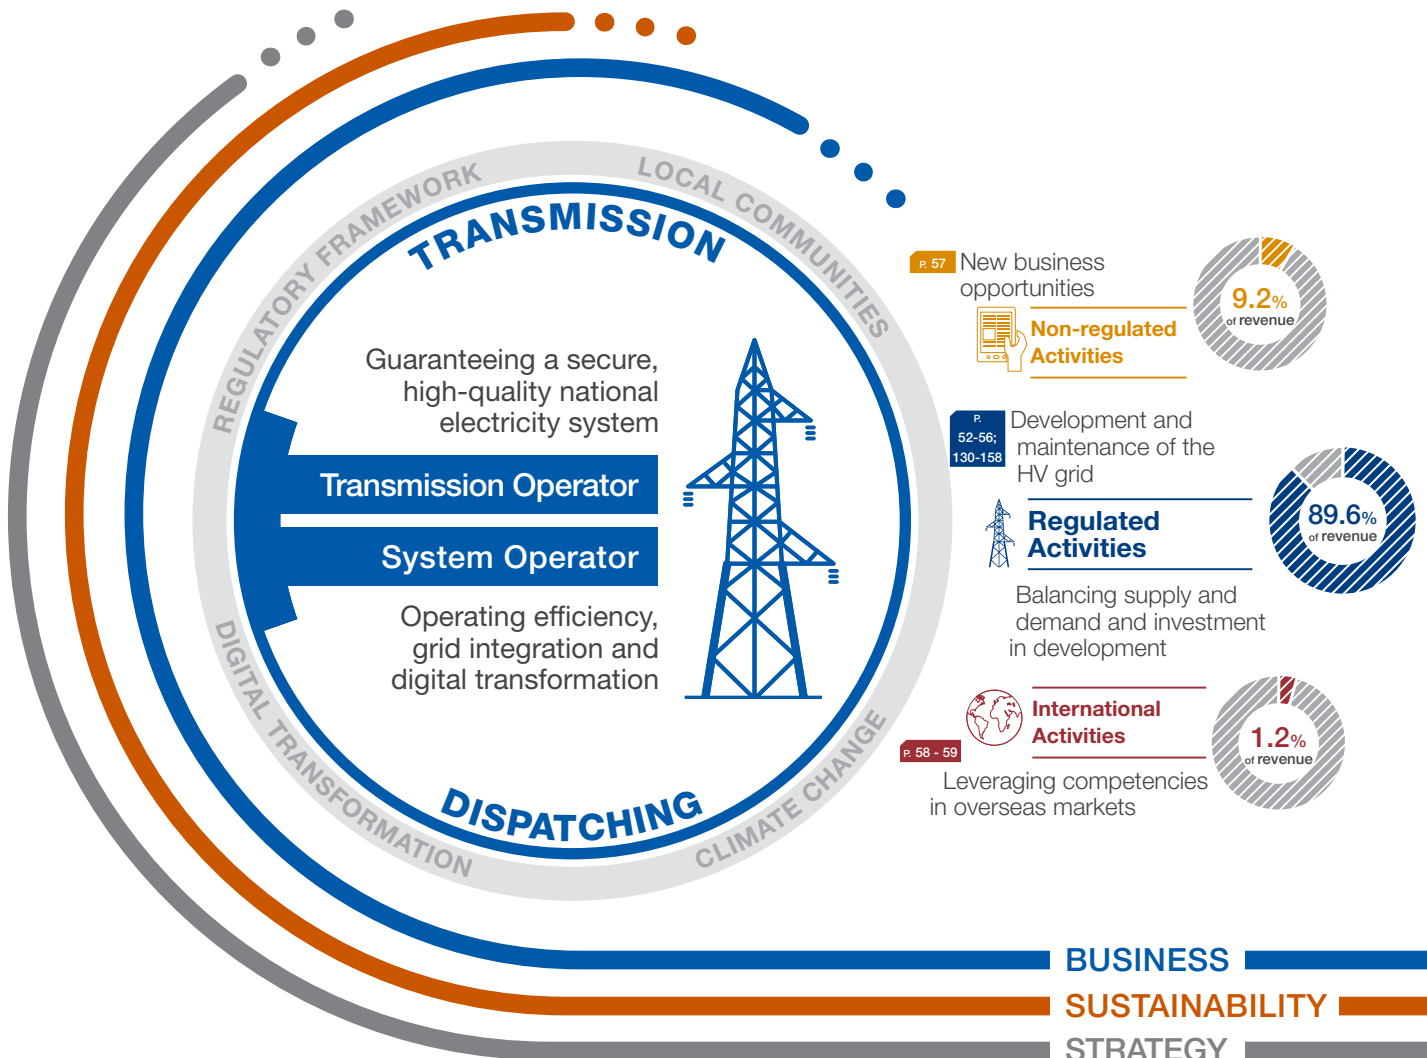 REGULATORY FRAMEWORK
LOCAL COMMUNITIES
TRANSMISSION
Guaranteeing a secure,
high-quality national
electricity system
Transmission Operator
System Operator
Operating efficiency,
grid integration and
digital transformation
DISPATCHING
DIGITAL TRANSFORMATION
CLIMATE CHANGE
P. 57
New business
opportunities
Non-regulated
Activities
9.2%
of revenue
P.
52-56;
130-158
Development and
maintenance of the
HV grid
Regulated
Activities
89.6%
of revenue
Balancing supply and
demand and investment
in development
International
Activities
1.2%
of revenue
P. 58 - 59
Leveraging competencies
in overseas markets
BUSINESS
SUSTAINABILITY
STRATEGY